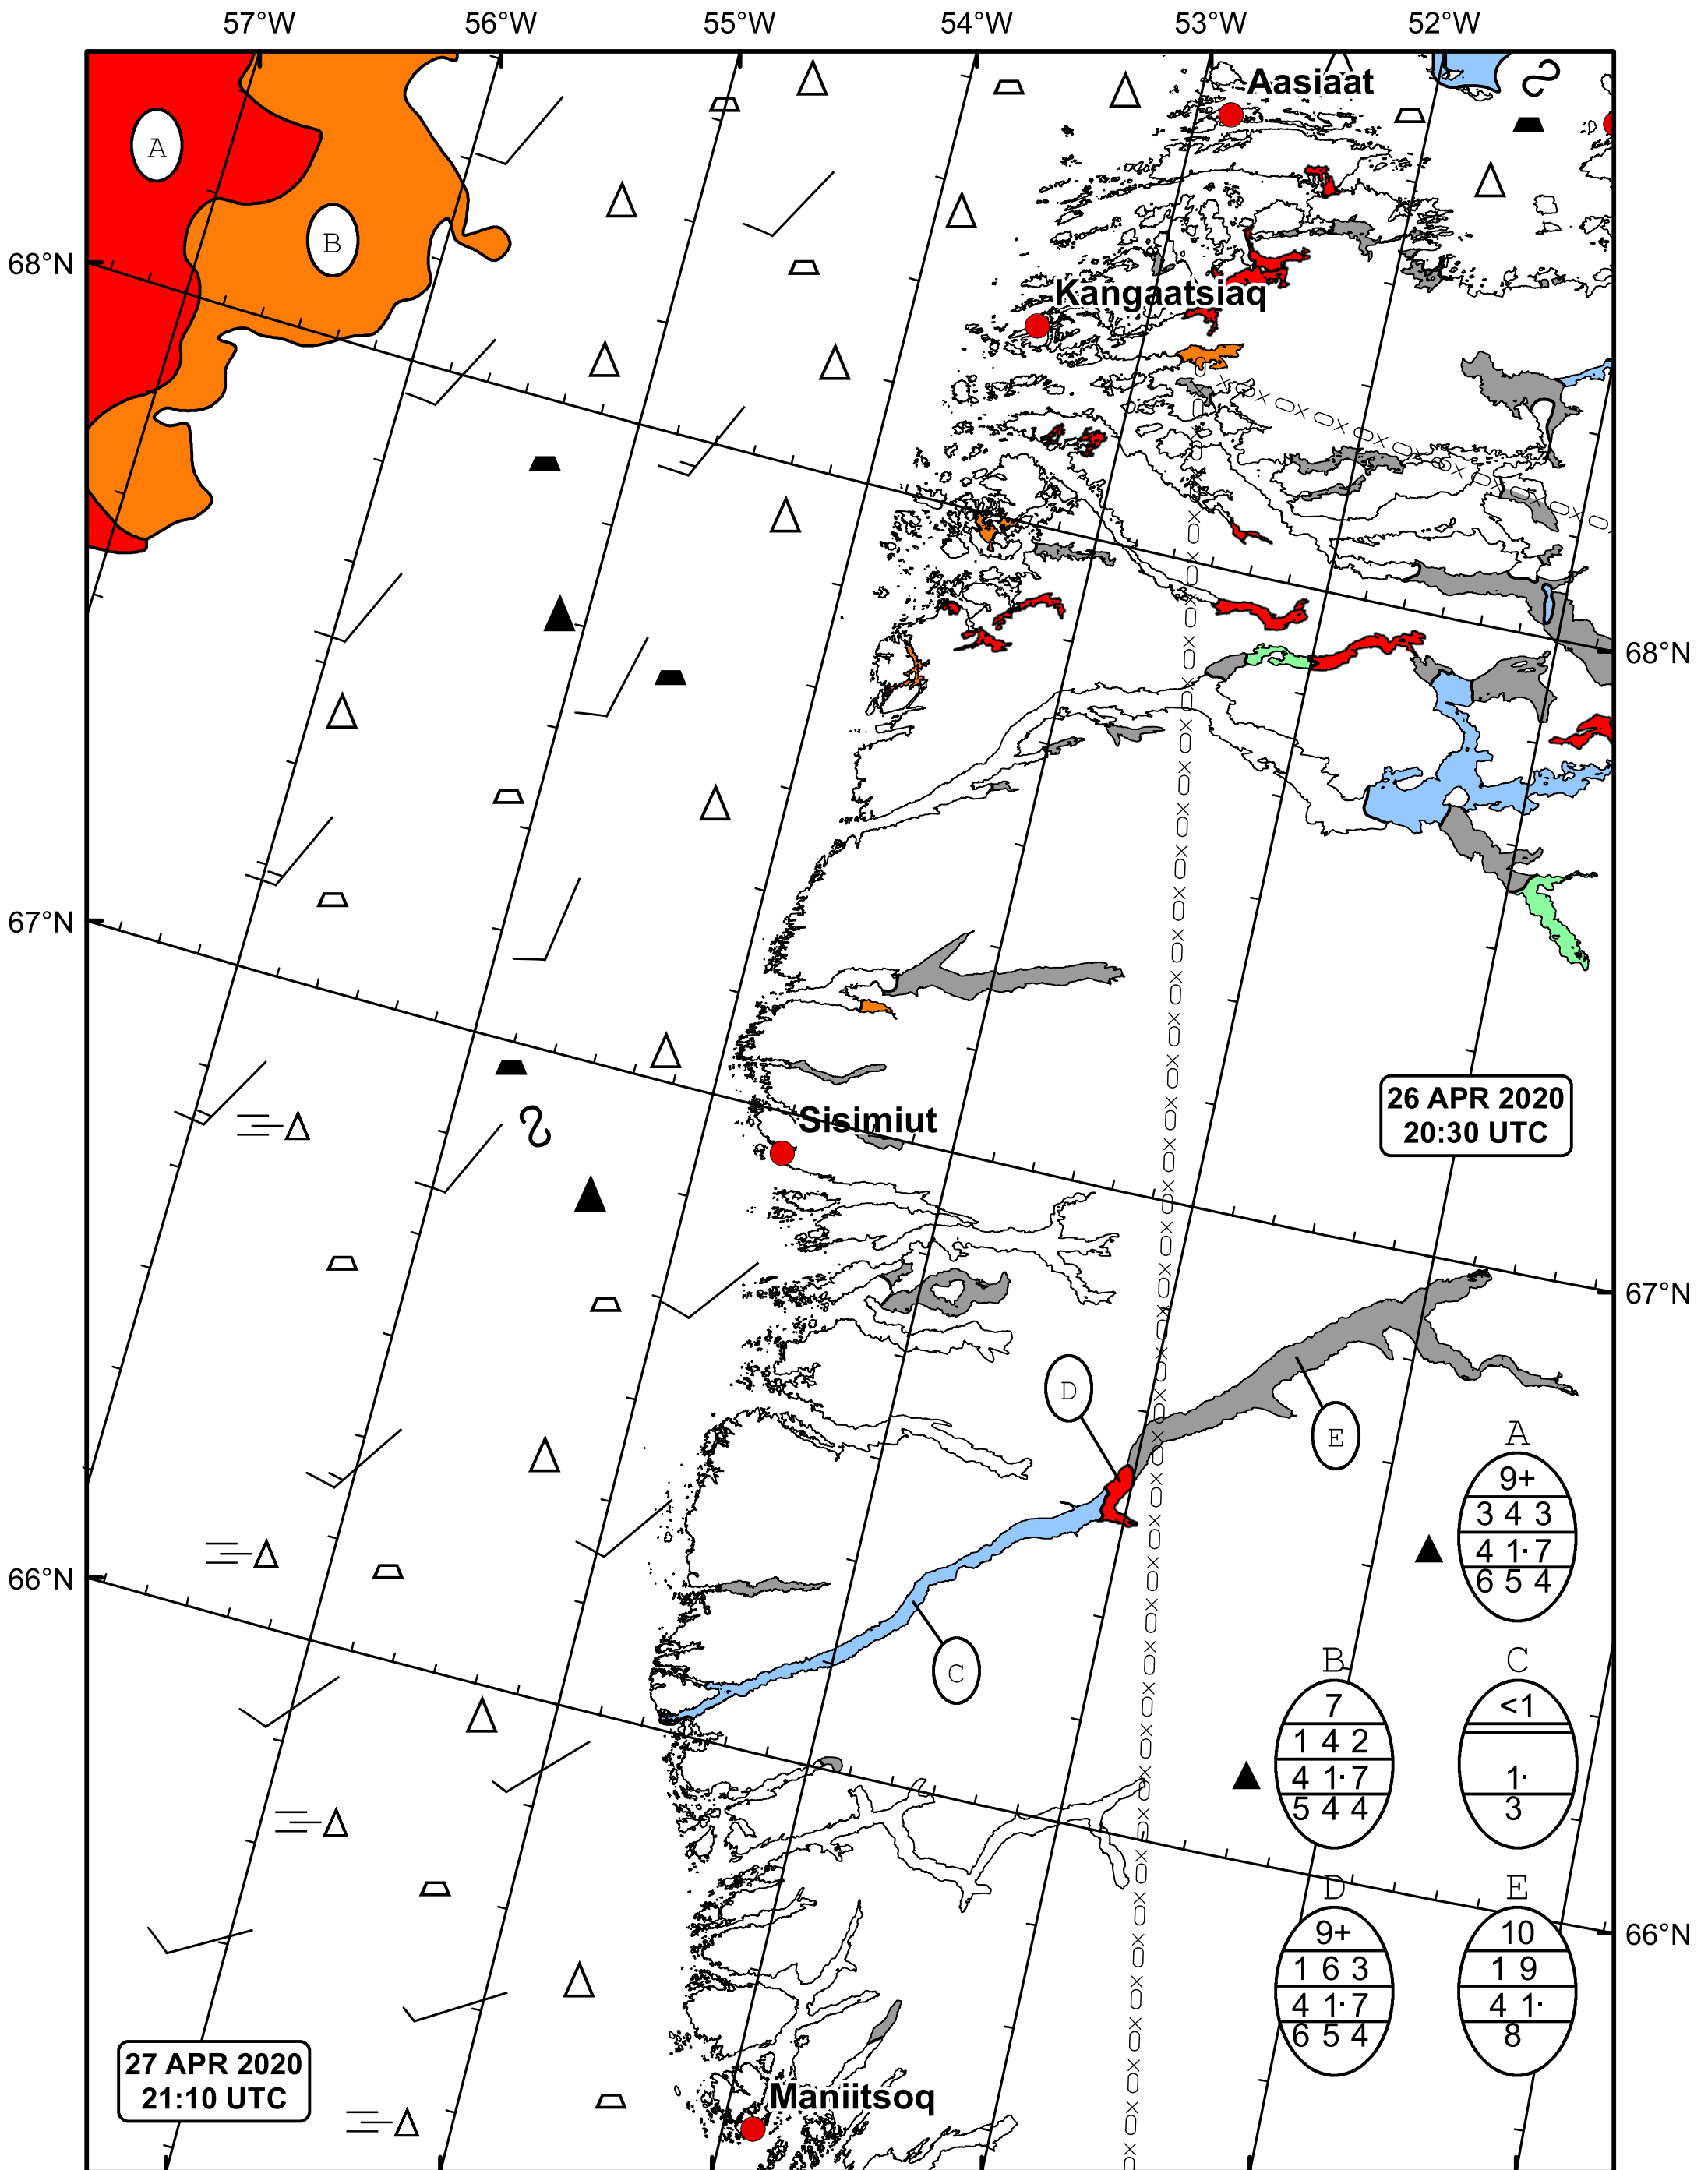 57°W 56°W 55°W 54°W 53°W 52°W
Aasiaat
A
B
68°N
Kangaatsiaq
68°N
67°N
Sisimiut
26 APR 2020
20:30 UTC
67°N
D
E
66°N
C
A
9+
3 4 3
4 1· 7
6 5 4
B
7
1 4 2
4 1· 7
5 4 4
C
<1
1·
3
D
9+
1 6 3
4 1· 7
6 5 4
E
10
1 9
4 1·
8
66°N
27 APR 2020
21:10 UTC
Maniitsoq